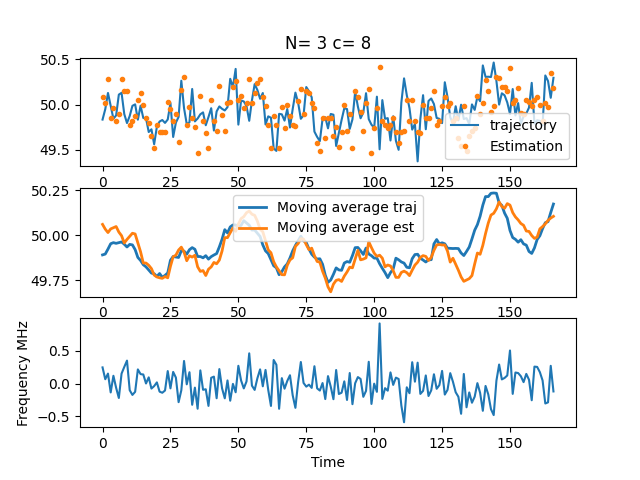 N= 3 c= 8
50.5
50.0
49.5
trajectory
Estimation
0 25 50 75 100 125 150
50.25
50.00
49.75
Moving average traj
Moving average est
0 25 50 75 100 125 150
Frequency MHz
0.5
0.0
−0.5
0 25 50 75 100 125 150
Time